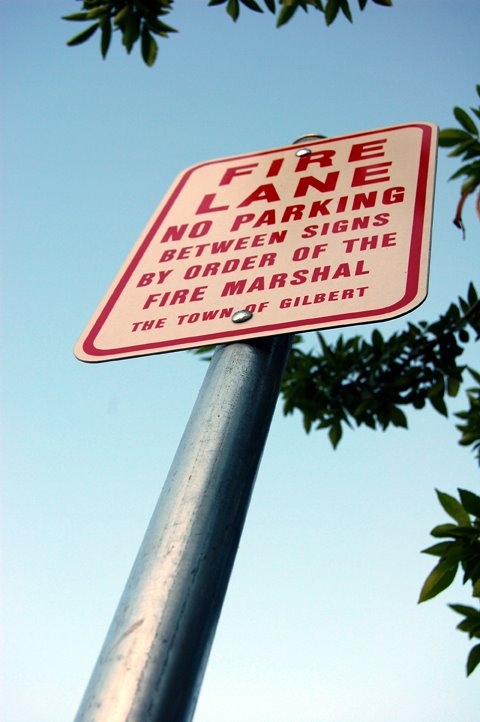 FIRE
LANE
NO PARKING
BETWEEN SIGNS
BY ORDER OF THE
FIRE MARSHAL
THE TOWN OF GILBERT